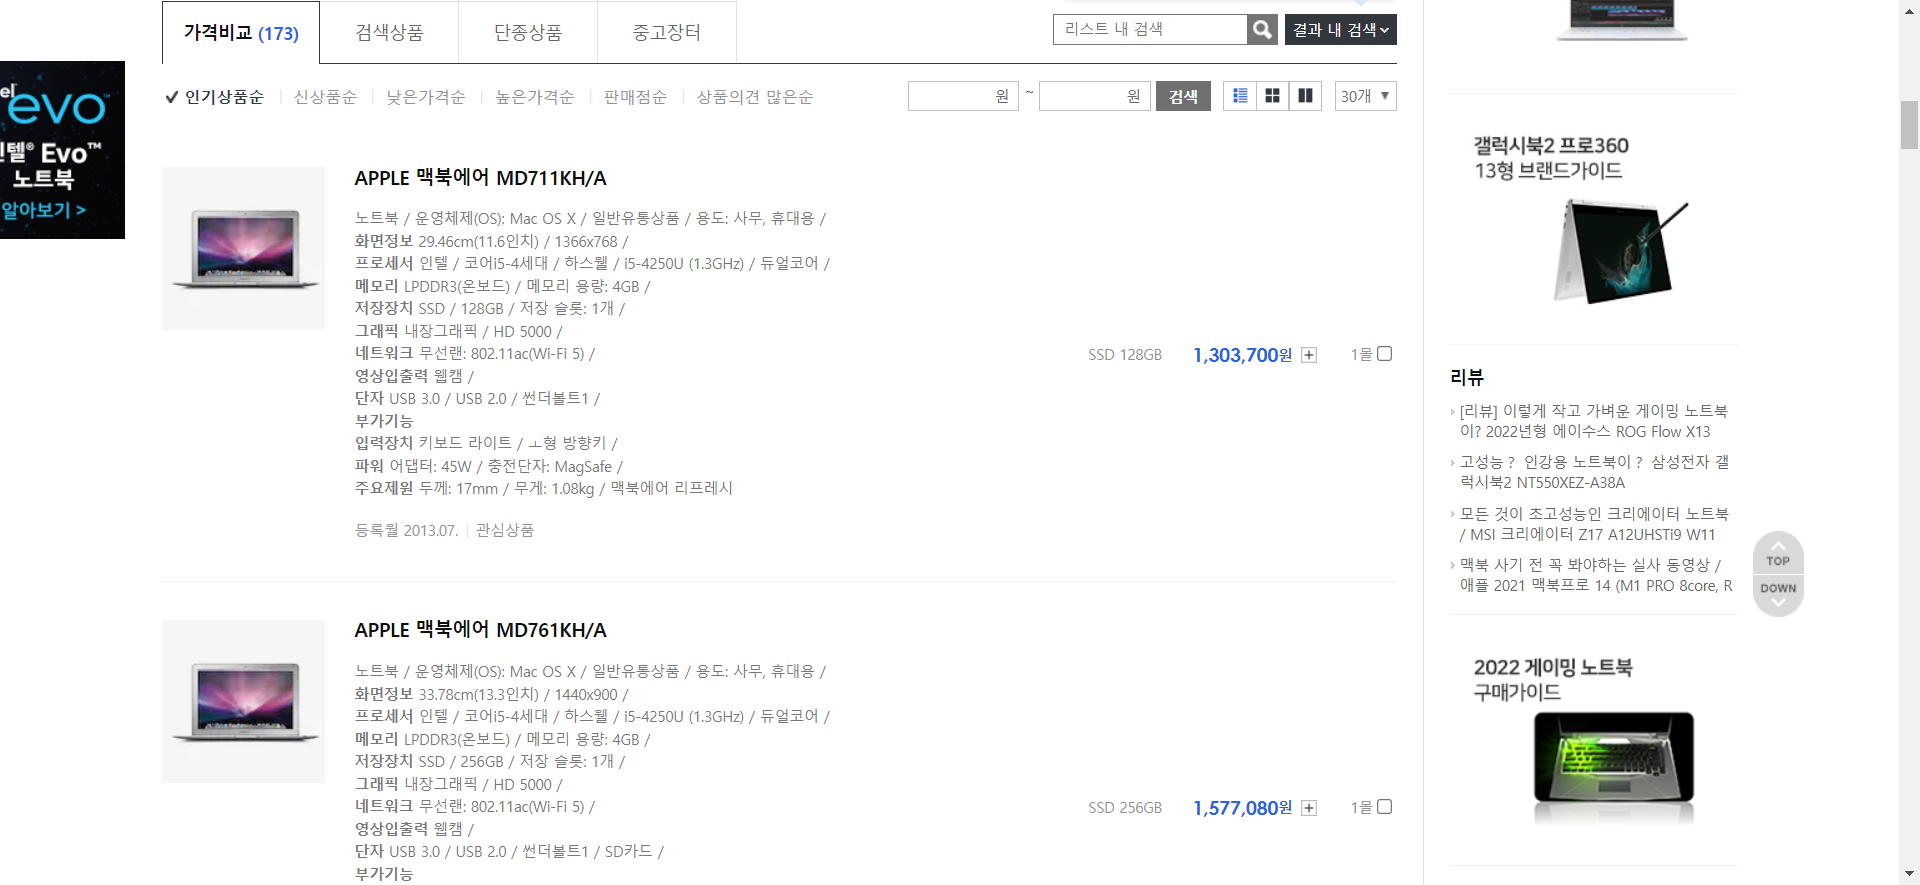 가격비교 (173)
검색상품
단종상품
중고장터
리스트 내 검색
결과 내 검색
인기상품순
신상품순
낮은가격순
높은가격순
판매점순
상품의견 많은순
원 ~ 원
검색
30개 ▼
el
evo
인텔® Evo™
노트북
알아보기 >
APPLE 맥북에어 MD711KH/A
노트북 / 운영체제(OS): Mac OS X / 일반유통상품 / 용도: 사무, 휴대용 /
화면정보 29.46cm(11.6인치) / 1366x768 /
프로세서 인텔 / 코어i5-4세대 / 하스웰 / i5-4250U (1.3GHz) / 듀얼코어 /
메모리 LPDDR3(온보드) / 메모리 용량: 4GB /
저장장치 SSD / 128GB / 저장 슬롯: 1개 /
그래픽 내장그래픽 / HD 5000 /
네트워크 무선랜: 802.11ac(Wi-Fi 5) /
영상입출력 웹캠 /
단자 USB 3.0 / USB 2.0 / 썬더볼트1 /
부가기능
입력장치 키보드 라이트 / ㅗ형 방향키 /
파워 어댑터: 45W / 충전단자: MagSafe /
주요제원 두께: 17mm / 무게: 1.08kg / 맥북에어 리프레시
등록월 2013.07.
관심상품
SSD 128GB
1,303,700원
1몰
APPLE 맥북에어 MD761KH/A
노트북 / 운영체제(OS): Mac OS X / 일반유통상품 / 용도: 사무, 휴대용 /
화면정보 33.78cm(13.3인치) / 1440x900 /
프로세서 인텔 / 코어i5-4세대 / 하스웰 / i5-4250U (1.3GHz) / 듀얼코어 /
메모리 LPDDR3(온보드) / 메모리 용량: 4GB /
저장장치 SSD / 256GB / 저장 슬롯: 1개 /
그래픽 내장그래픽 / HD 5000 /
네트워크 무선랜: 802.11ac(Wi-Fi 5) /
영상입출력 웹캠 /
단자 USB 3.0 / USB 2.0 / 썬더볼트1 / SD카드 /
부가기능
SSD 256GB
1,577,080원
1몰
갤럭시북2 프로360
13형 브랜드가이드
리뷰
[리뷰] 이렇게 작고 가벼운 게이밍 노트북
이? 2022년형 에이수스 ROG Flow X13
고성능 ? 인강용 노트북이 ? 삼성전자 갤
럭시북2 NT550XEZ-A38A
모든 것이 초고성능인 크리에이터 노트북
/ MSI 크리에이터 Z17 A12UHSTi9 W11
맥북 사기 전 꼭 봐야하는 실사 동영상 /
애플 2021 맥북프로 14 (M1 PRO 8core, R
2022 게이밍 노트북
구매가이드
TOP
DOWN